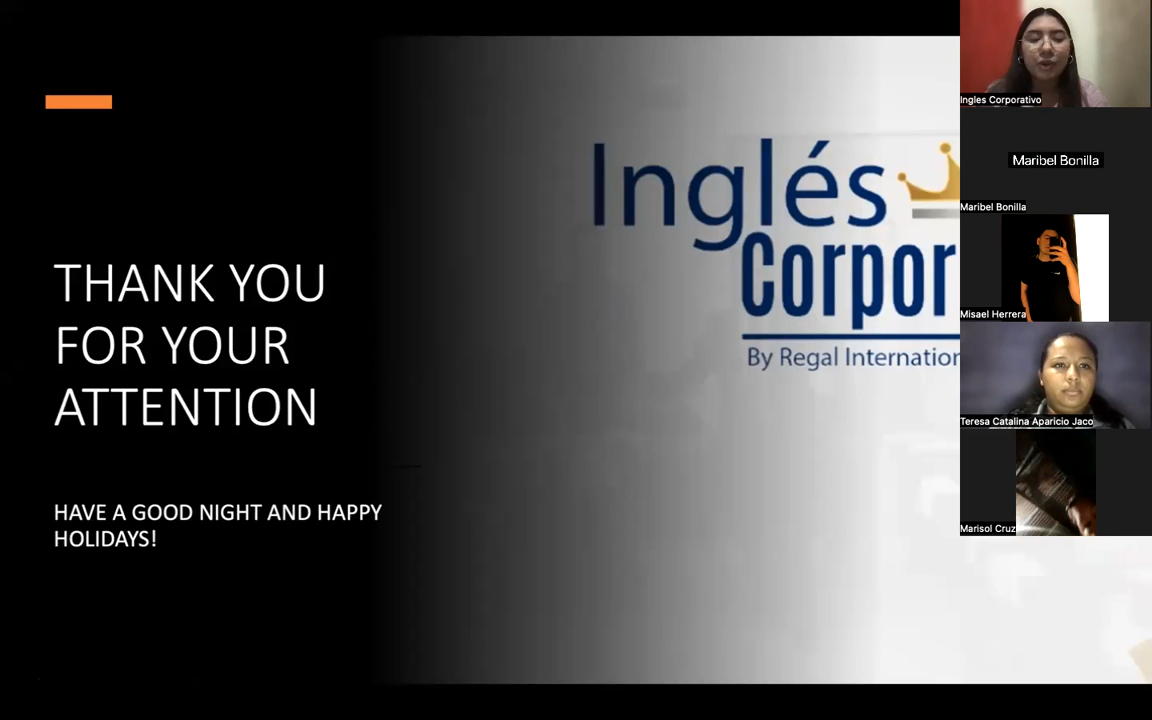 THANK YOU
FOR YOUR
ATTENTION
HAVE A GOOD NIGHT AND HAPPY
HOLIDAYS!
Inglés
Corpor
By Regal Internation
Ingles Corporativo
Maribel Bonilla
Maribel Bonilla
Misael Herrera
Teresa Catalina Aparicio Jaco
Marisol Cruz